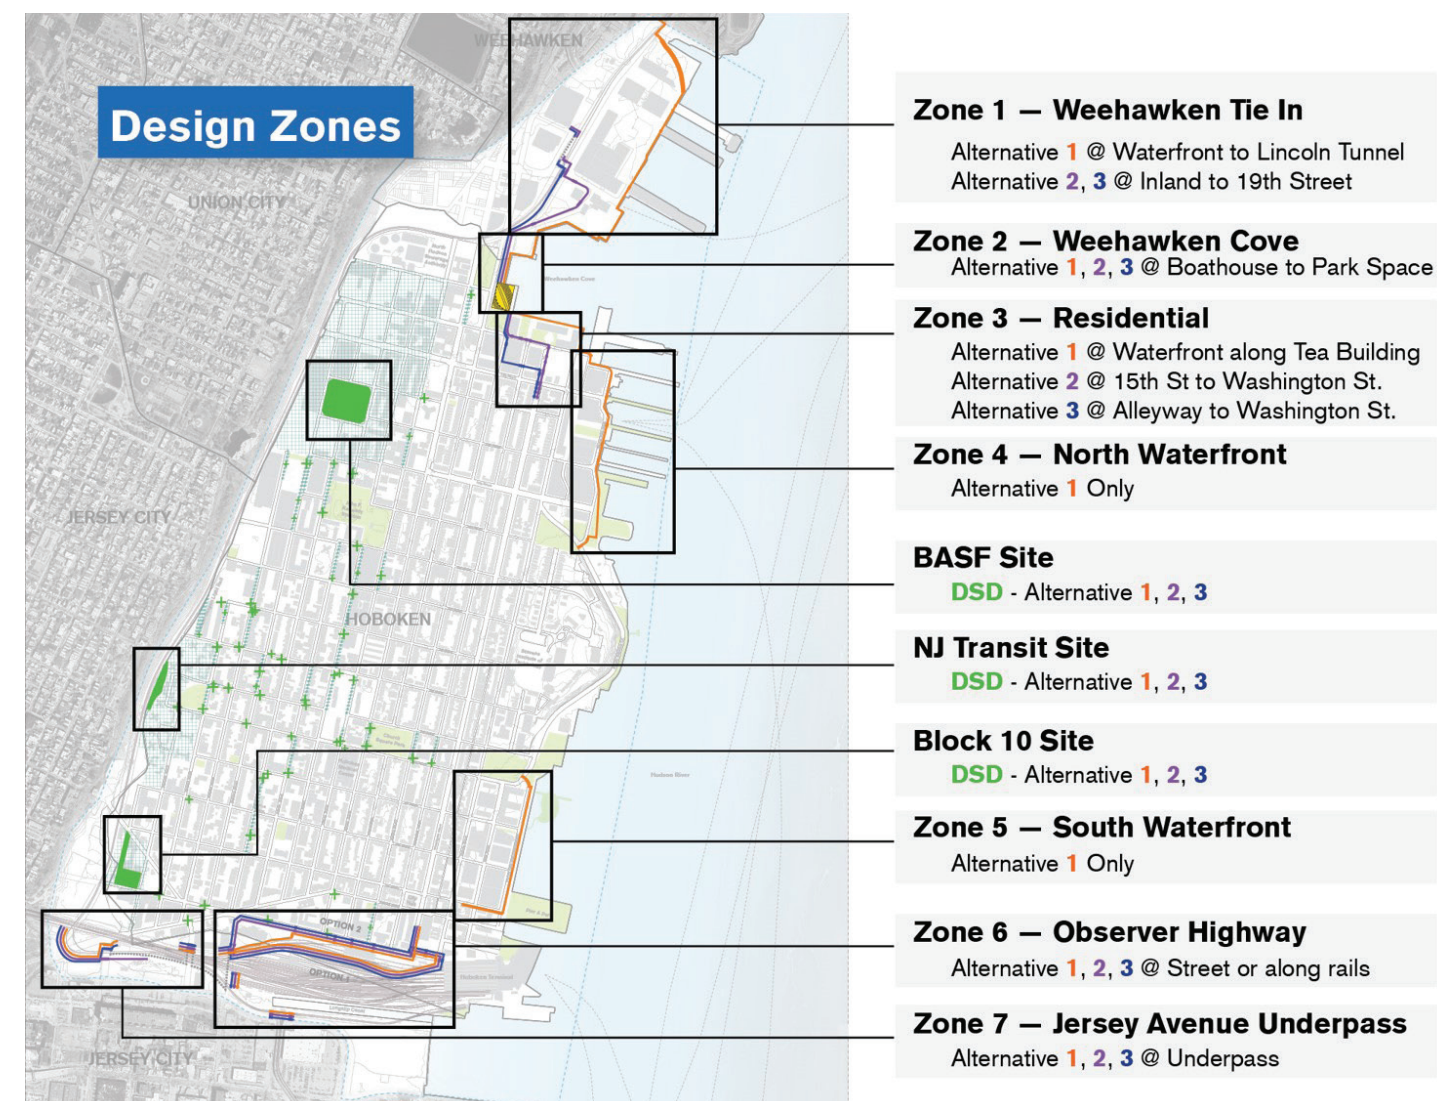 Design Zones
WEEHAWKEN
UNION CITY
JERSEY CITY
HOBOKEN
Weehawken Cove
Hudson River
OPTION 2
OPTION 1
Hoboken Terminal
JERSEY CITY
Zone 1 — Weehawken Tie In
Alternative 1 @ Waterfront to Lincoln Tunnel
Alternative 2, 3 @ Inland to 19th Street
Zone 2 — Weehawken Cove
Alternative 1, 2, 3 @ Boathouse to Park Space
Zone 3 — Residential
Alternative 1 @ Waterfront along Tea Building
Alternative 2 @ 15th St to Washington St.
Alternative 3 @ Alleyway to Washington St.
Zone 4 — North Waterfront
Alternative 1 Only
BASF Site
DSD - Alternative 1, 2, 3
NJ Transit Site
DSD - Alternative 1, 2, 3
Block 10 Site
DSD - Alternative 1, 2, 3
Zone 5 — South Waterfront
Alternative 1 Only
Zone 6 — Observer Highway
Alternative 1, 2, 3 @ Street or along rails
Zone 7 — Jersey Avenue Underpass
Alternative 1, 2, 3 @ Underpass